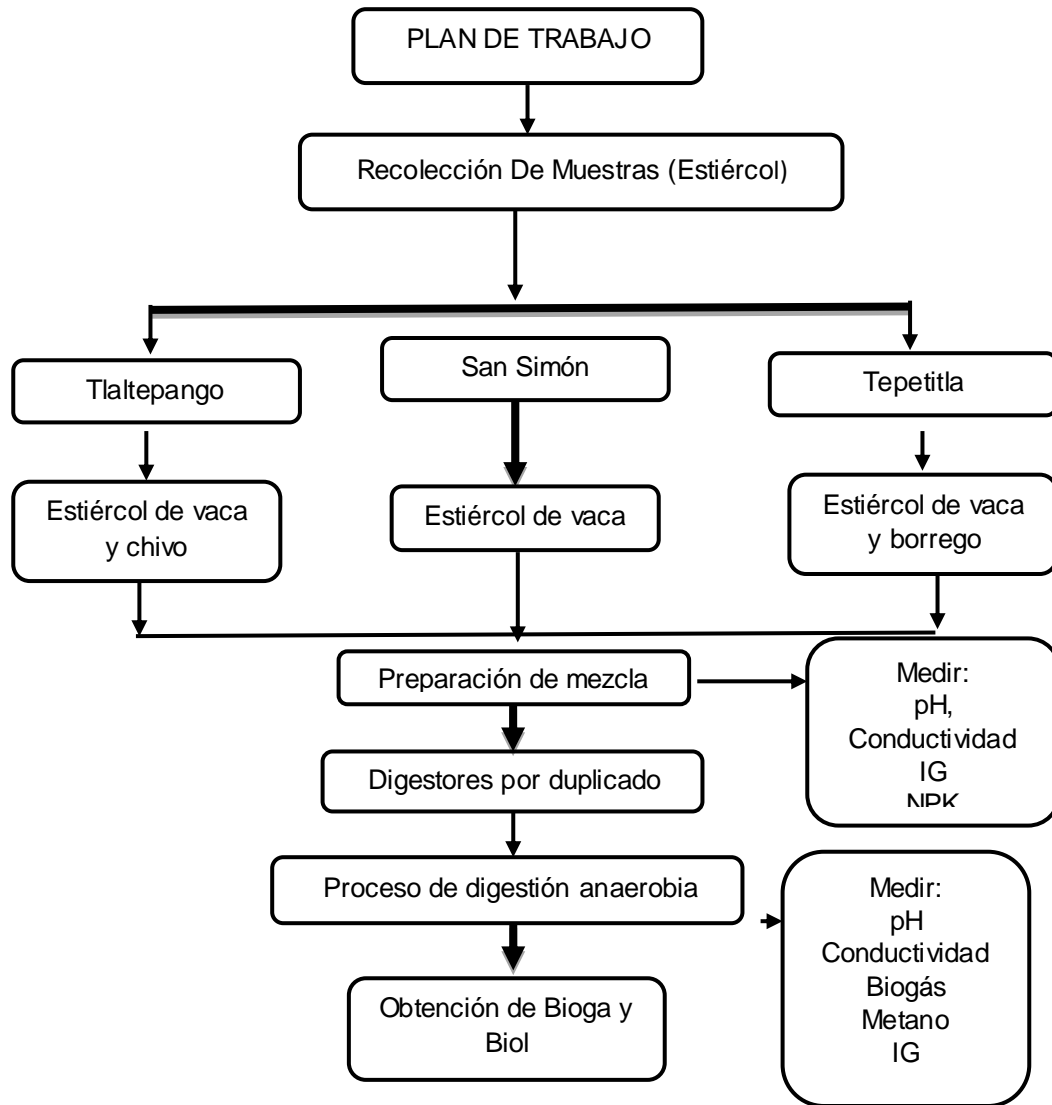 PLAN DE TRABAJO
Recolección De Muestras (Estiércol)
Tlaltepango
San Simón
Tepetitla
Estiércol de vaca
y chivo
Estiércol de vaca
Estiércol de vaca
y borrego
Preparación de mezcla
Medir:
pH,
Conductividad
IG
NPK
Digestores por duplicado
Proceso de digestión anaerobia
Medir:
pH
Conductividad
Biogás
Metano
IG
Obtención de Bioga y
Biol